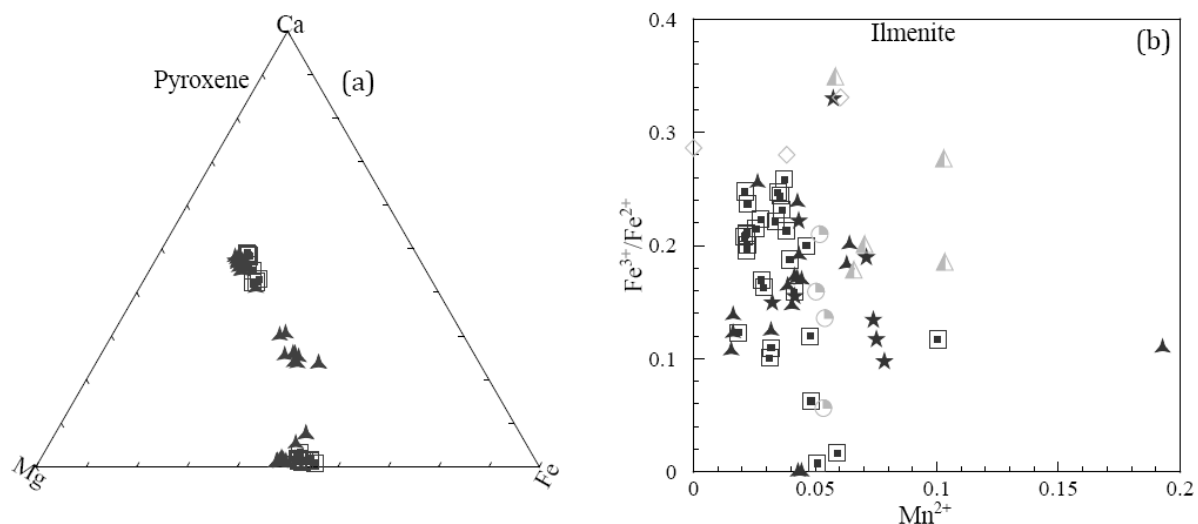 Ca
Pyroxene
(a)
Mg
Fe
Ilmenite
(b)
0.4
0.3
0.2
0.1
0
Fe³⁺/Fe²⁺
0 0.05 0.1 0.15 0.2
Mn²⁺